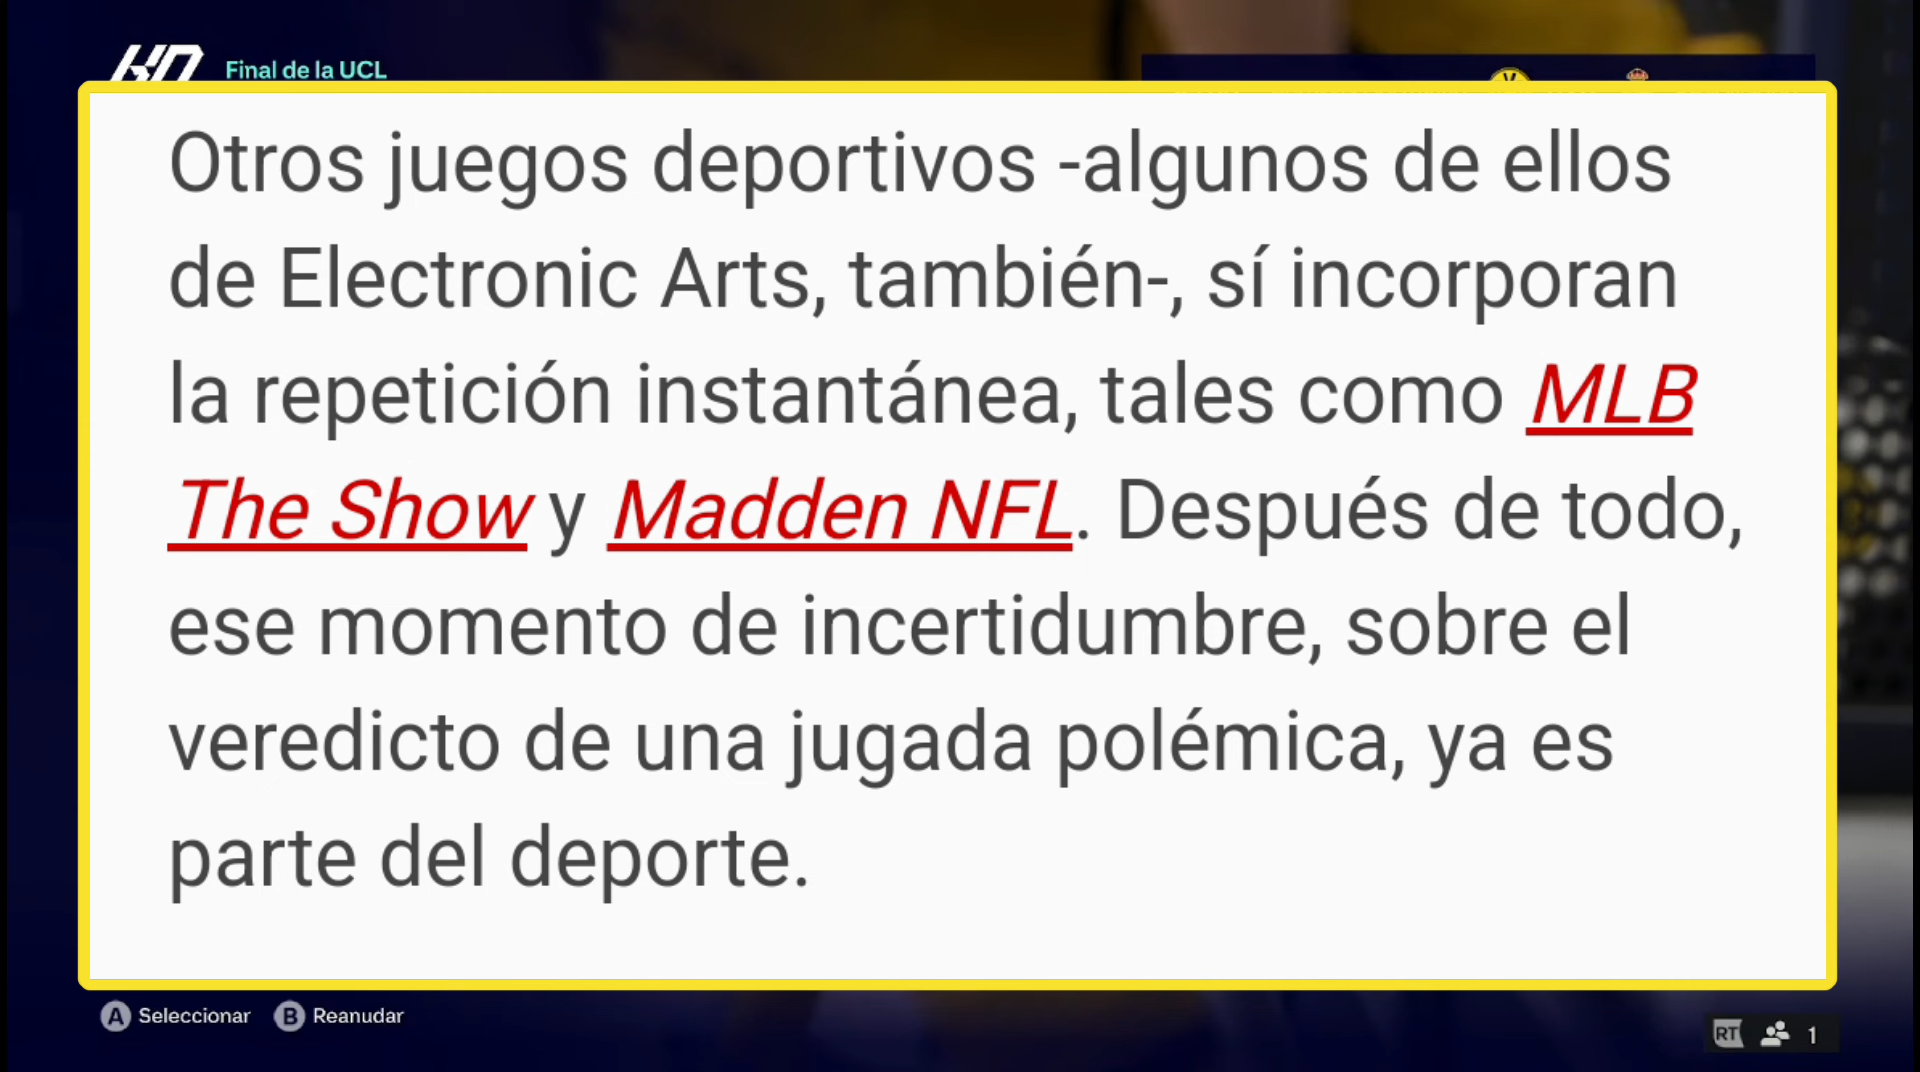 Final de la UCL
Otros juegos deportivos -algunos de ellos
de Electronic Arts, también-, sí incorporan
la repetición instantánea, tales como MLB
The Show y Madden NFL. Después de todo,
ese momento de incertidumbre, sobre el
veredicto de una jugada polémica, ya es
parte del deporte.
A Seleccionar B Reanudar
RT 1